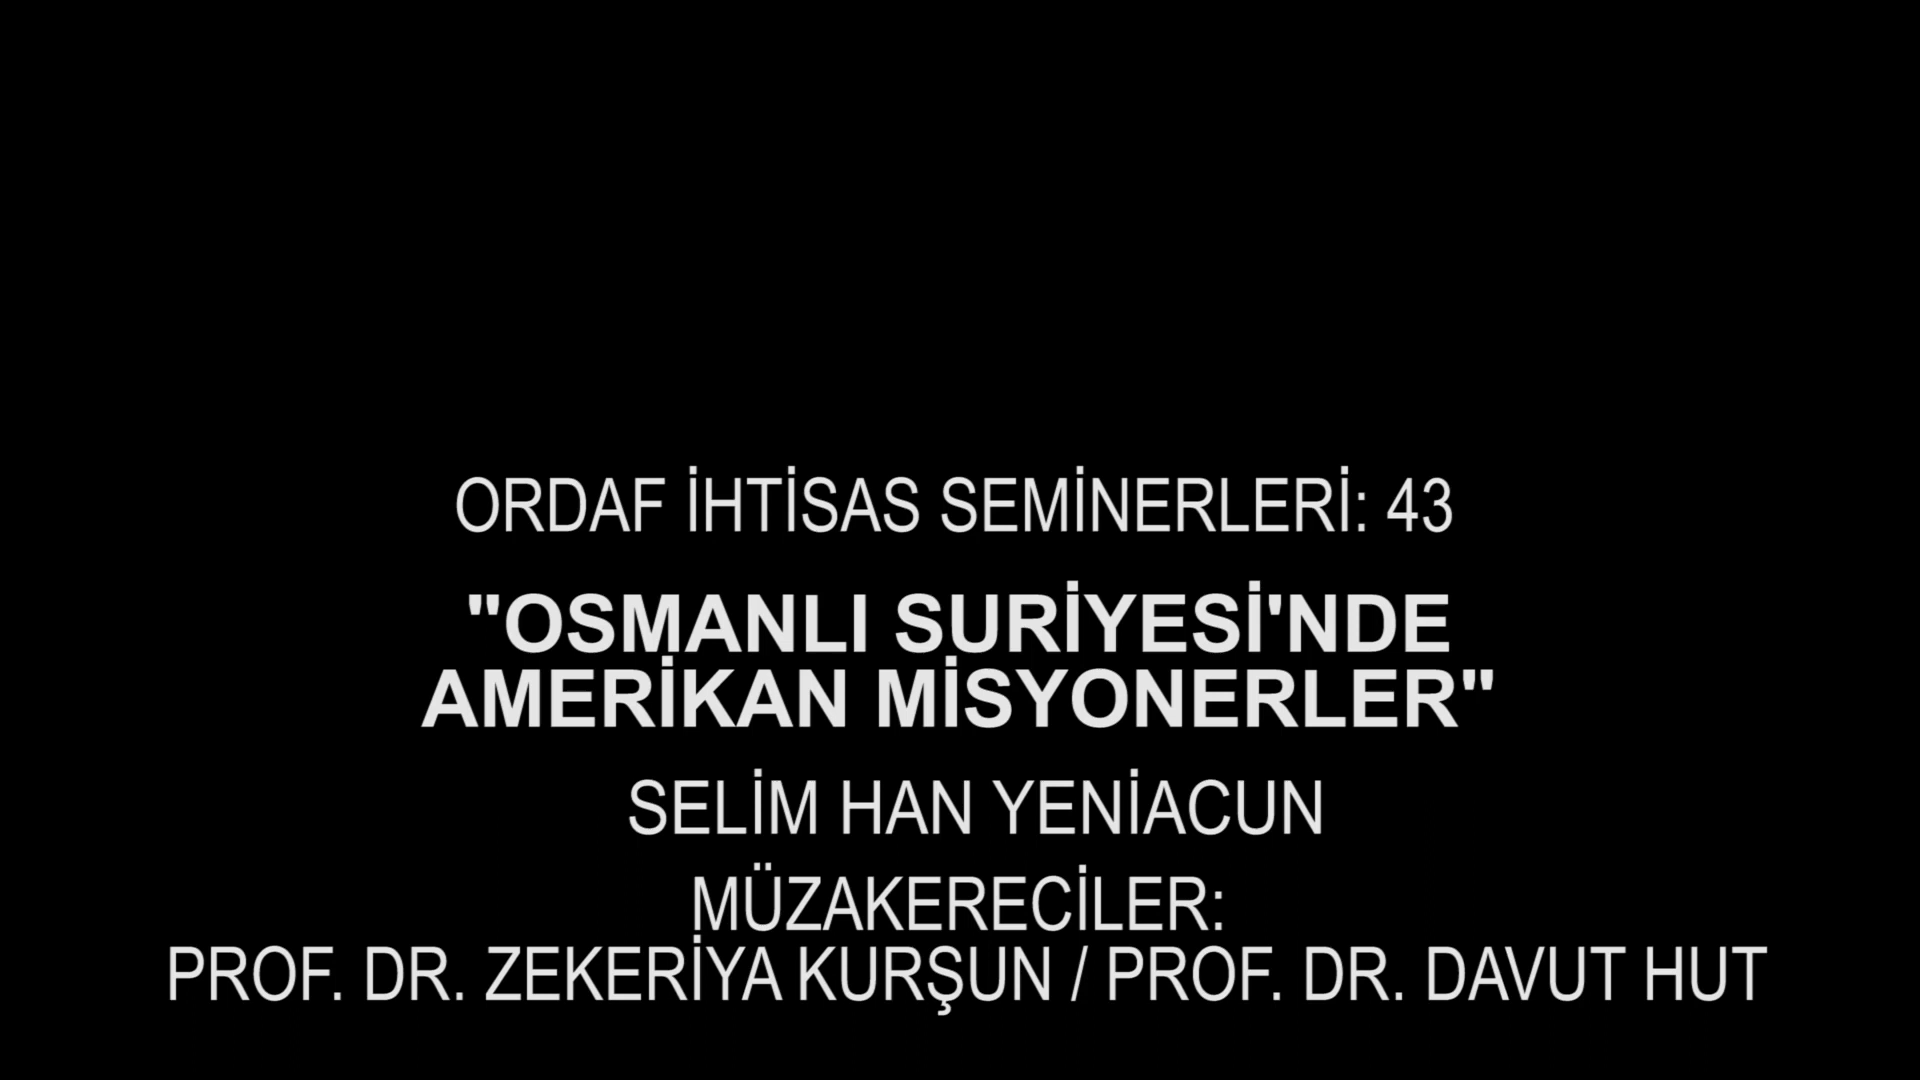 ORDAF İHTİSAS SEMİNERLERİ: 43
"OSMANLI SURİYESİ'NDE
AMERİKAN MİSYONERLER"
SELİM HAN YENİACUN
MÜZAKERECİLER:
PROF. DR. ZEKERİYA KURŞUN / PROF. DR. DAVUT HUT